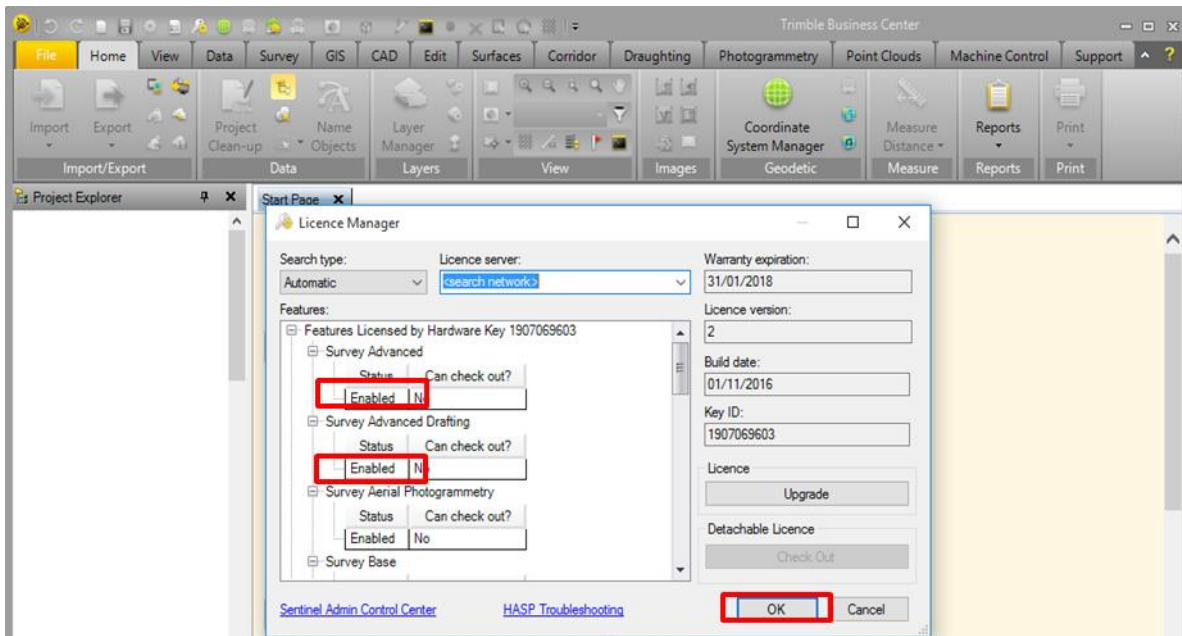 Trimble Business Center
File Home View Data Survey GIS CAD Edit Surfaces Corridor Draughting Photogrammetry Point Clouds Machine Control Support
Import Export Project Clean-up Name Objects Layer Manager Coordinate System Manager Measure Distance Reports Print
Import/Export Data Layers View Images Geodetic Measure Reports Print
Project Explorer
Start Page
Licence Manager
Search type:
Automatic
Licence server:
<search network>
Features:
Features Licensed by Hardware Key 1907069603
Survey Advanced
Status Can check out?
Enabled No
Survey Advanced Drafting
Status Can check out?
Enabled No
Survey Aerial Photogrammetry
Status Can check out?
Enabled No
Survey Base
Warranty expiration:
31/01/2018
Licence version:
2
Build date:
01/11/2016
Key ID:
1907069603
Licence
Upgrade
Detachable Licence
Check Out
Sentinel Admin Control Center
HASP Troubleshooting
OK
Cancel